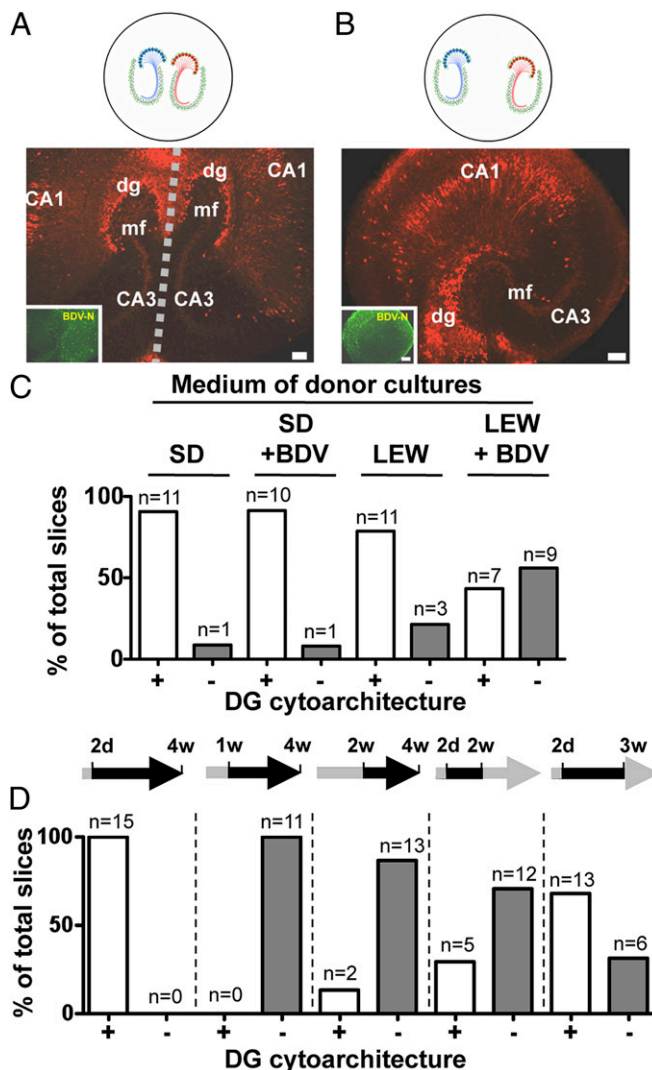 A
B
CA1
dg
dg
CA1
mf
mf
CA3
CA3
BDV-N
CA1
mf
CA3
dg
BDV-N
C
Medium of donor cultures
SD
SD +BDV
LEW
LEW + BDV
% of total slices
100
50
0
n=11
n=1
n=10
n=1
n=11
n=3
n=7
n=9
+ - + - + - + -
DG cytoarchitecture
2d 4w 1w 4w 2w 4w 2d 2w 2d 3w
D
% of total slices
100
50
0
n=15
n=0
n=0
n=11
n=2
n=13
n=5
n=12
n=13
n=6
+ - + - + - + - + -
DG cytoarchitecture